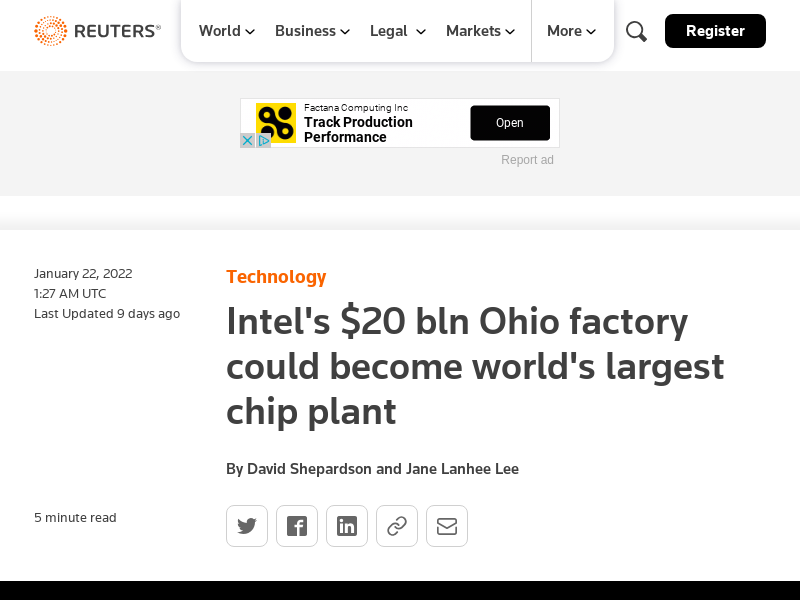 REUTERS®
World
Business
Legal
Markets
More
Register
Factana Computing Inc
Track Production
Performance
Open
Report ad
January 22, 2022
1:27 AM UTC
Last Updated 9 days ago
Technology
Intel's $20 bln Ohio factory
could become world's largest
chip plant
By David Shepardson and Jane Lanhee Lee
5 minute read